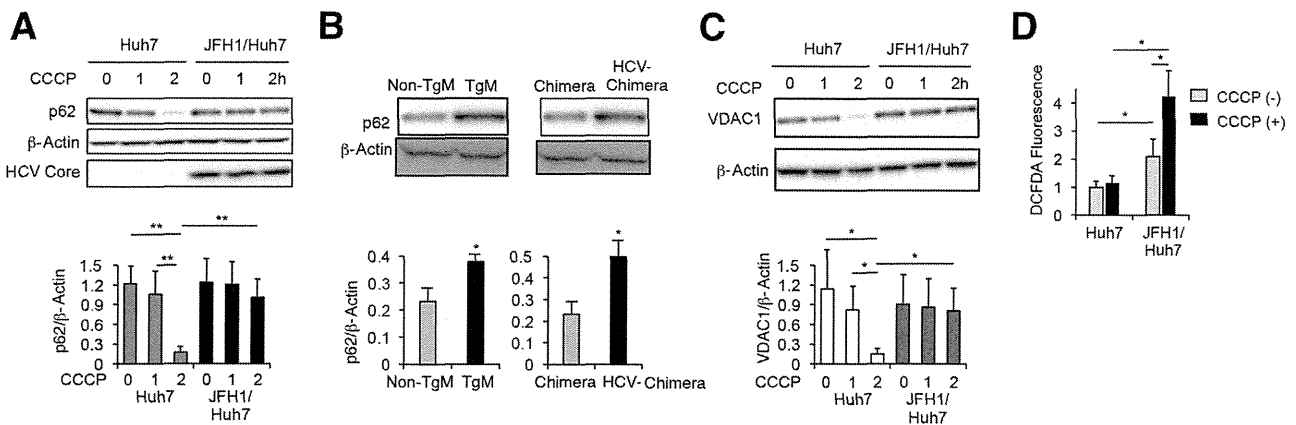 A
Huh7 JFH1/Huh7
CCCP 0 1 2 0 1 2h
p62
β-Actin
HCV Core
** **
**
p62/β-Actin
1.5
1.2
0.9
0.6
0.3
0
CCCP 0 1 2 0 1 2
Huh7 JFH1/
Huh7
B
Non-TgM TgM
Chimera HCV-
Chimera
p62
β-Actin
p62/β-Actin
0.4
0.3
0.2
0.1
0
*
Non-TgM TgM
0.5
0.4
0.3
0.2
0.1
0
*
Chimera HCV-Chimera
C
Huh7 JFH1/Huh7
CCCP 0 1 2 0 1 2h
VDAC1
β-Actin
*
* *
VDAC1/β-Actin
1.5
1.2
0.9
0.6
0.3
0
CCCP 0 1 2 0 1 2
Huh7 JFH1/
Huh7
D
*
*
*
DCFDA Fluorescence
4
3
2
1
0
Huh7 JFH1/
Huh7
CCCP (-)
CCCP (+)